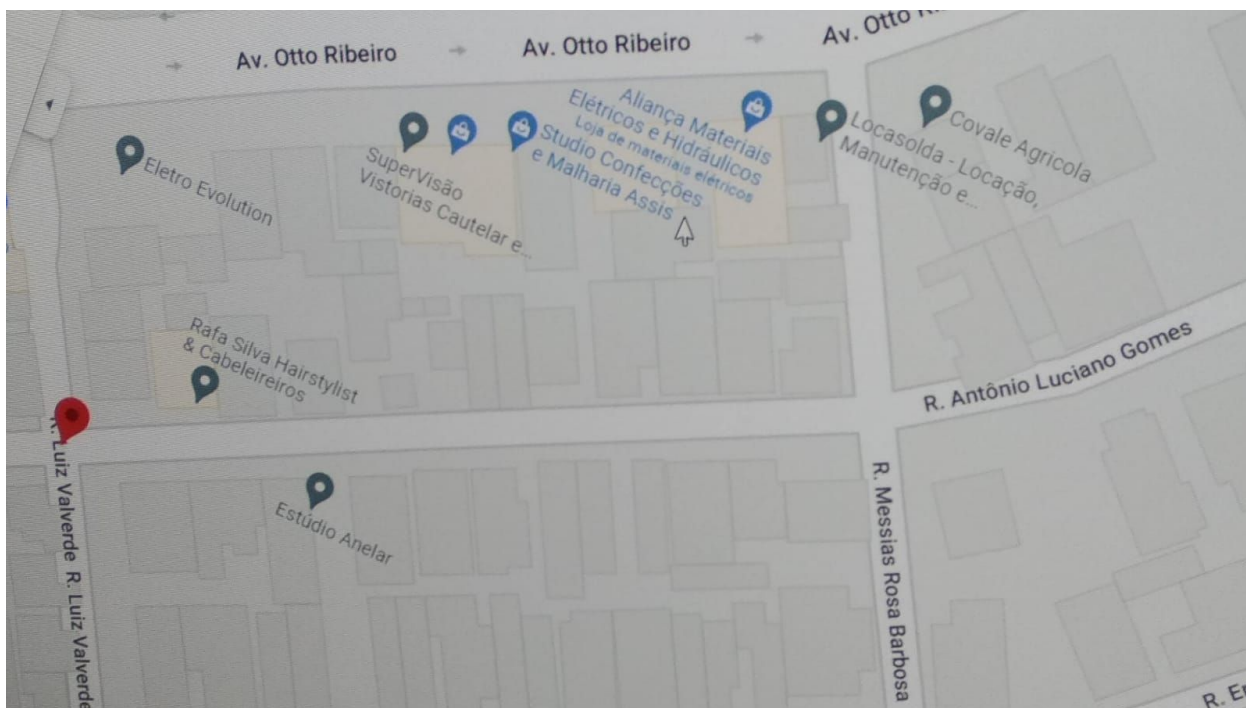 Av. Otto Ribeiro
Av. Otto Ribeiro
Av. Otto
Eletro Evolution
SuperVisão
Vistorias Cautelar e...
Aliança Materiais
Elétricos e Hidráulicos
Loja de materiais elétricos
Studio Confecções
e Malharia Assis
Locasolda - Locação,
Manutenção e...
Covale Agricola
Rafa Silva Hairstylist
& Cabeleireiros
R. Antônio Luciano Gomes
R. Luiz Valverde
R. Luiz Valverde
Estúdio Anelar
R. Messias Rosa Barbosa
R.